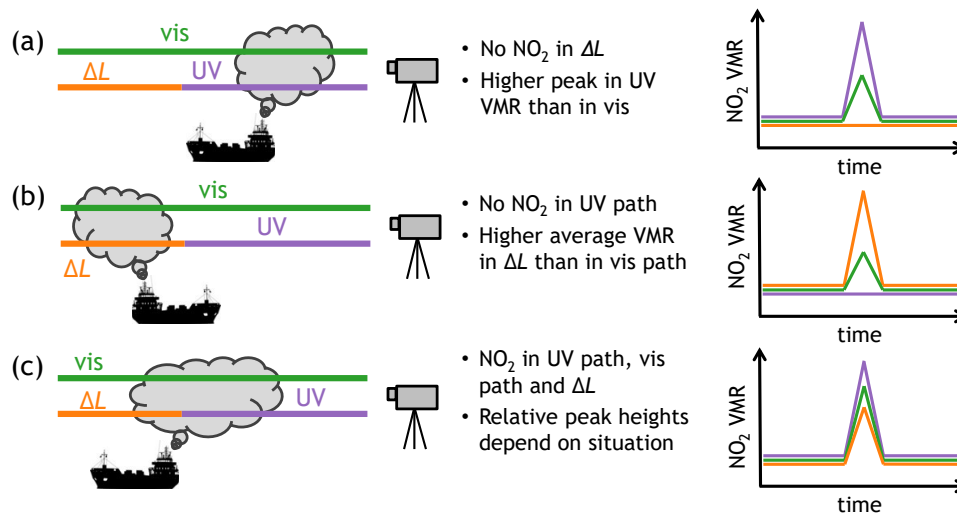 (a)
vis
ΔL
UV
• No NO₂ in ΔL
• Higher peak in UV
VMR than in vis
NO₂ VMR
time
(b)
vis
UV
ΔL
• No NO₂ in UV path
• Higher average VMR
in ΔL than in vis path
NO₂ VMR
time
(c)
vis
ΔL
UV
• NO₂ in UV path, vis
path and ΔL
• Relative peak heights
depend on situation
NO₂ VMR
time